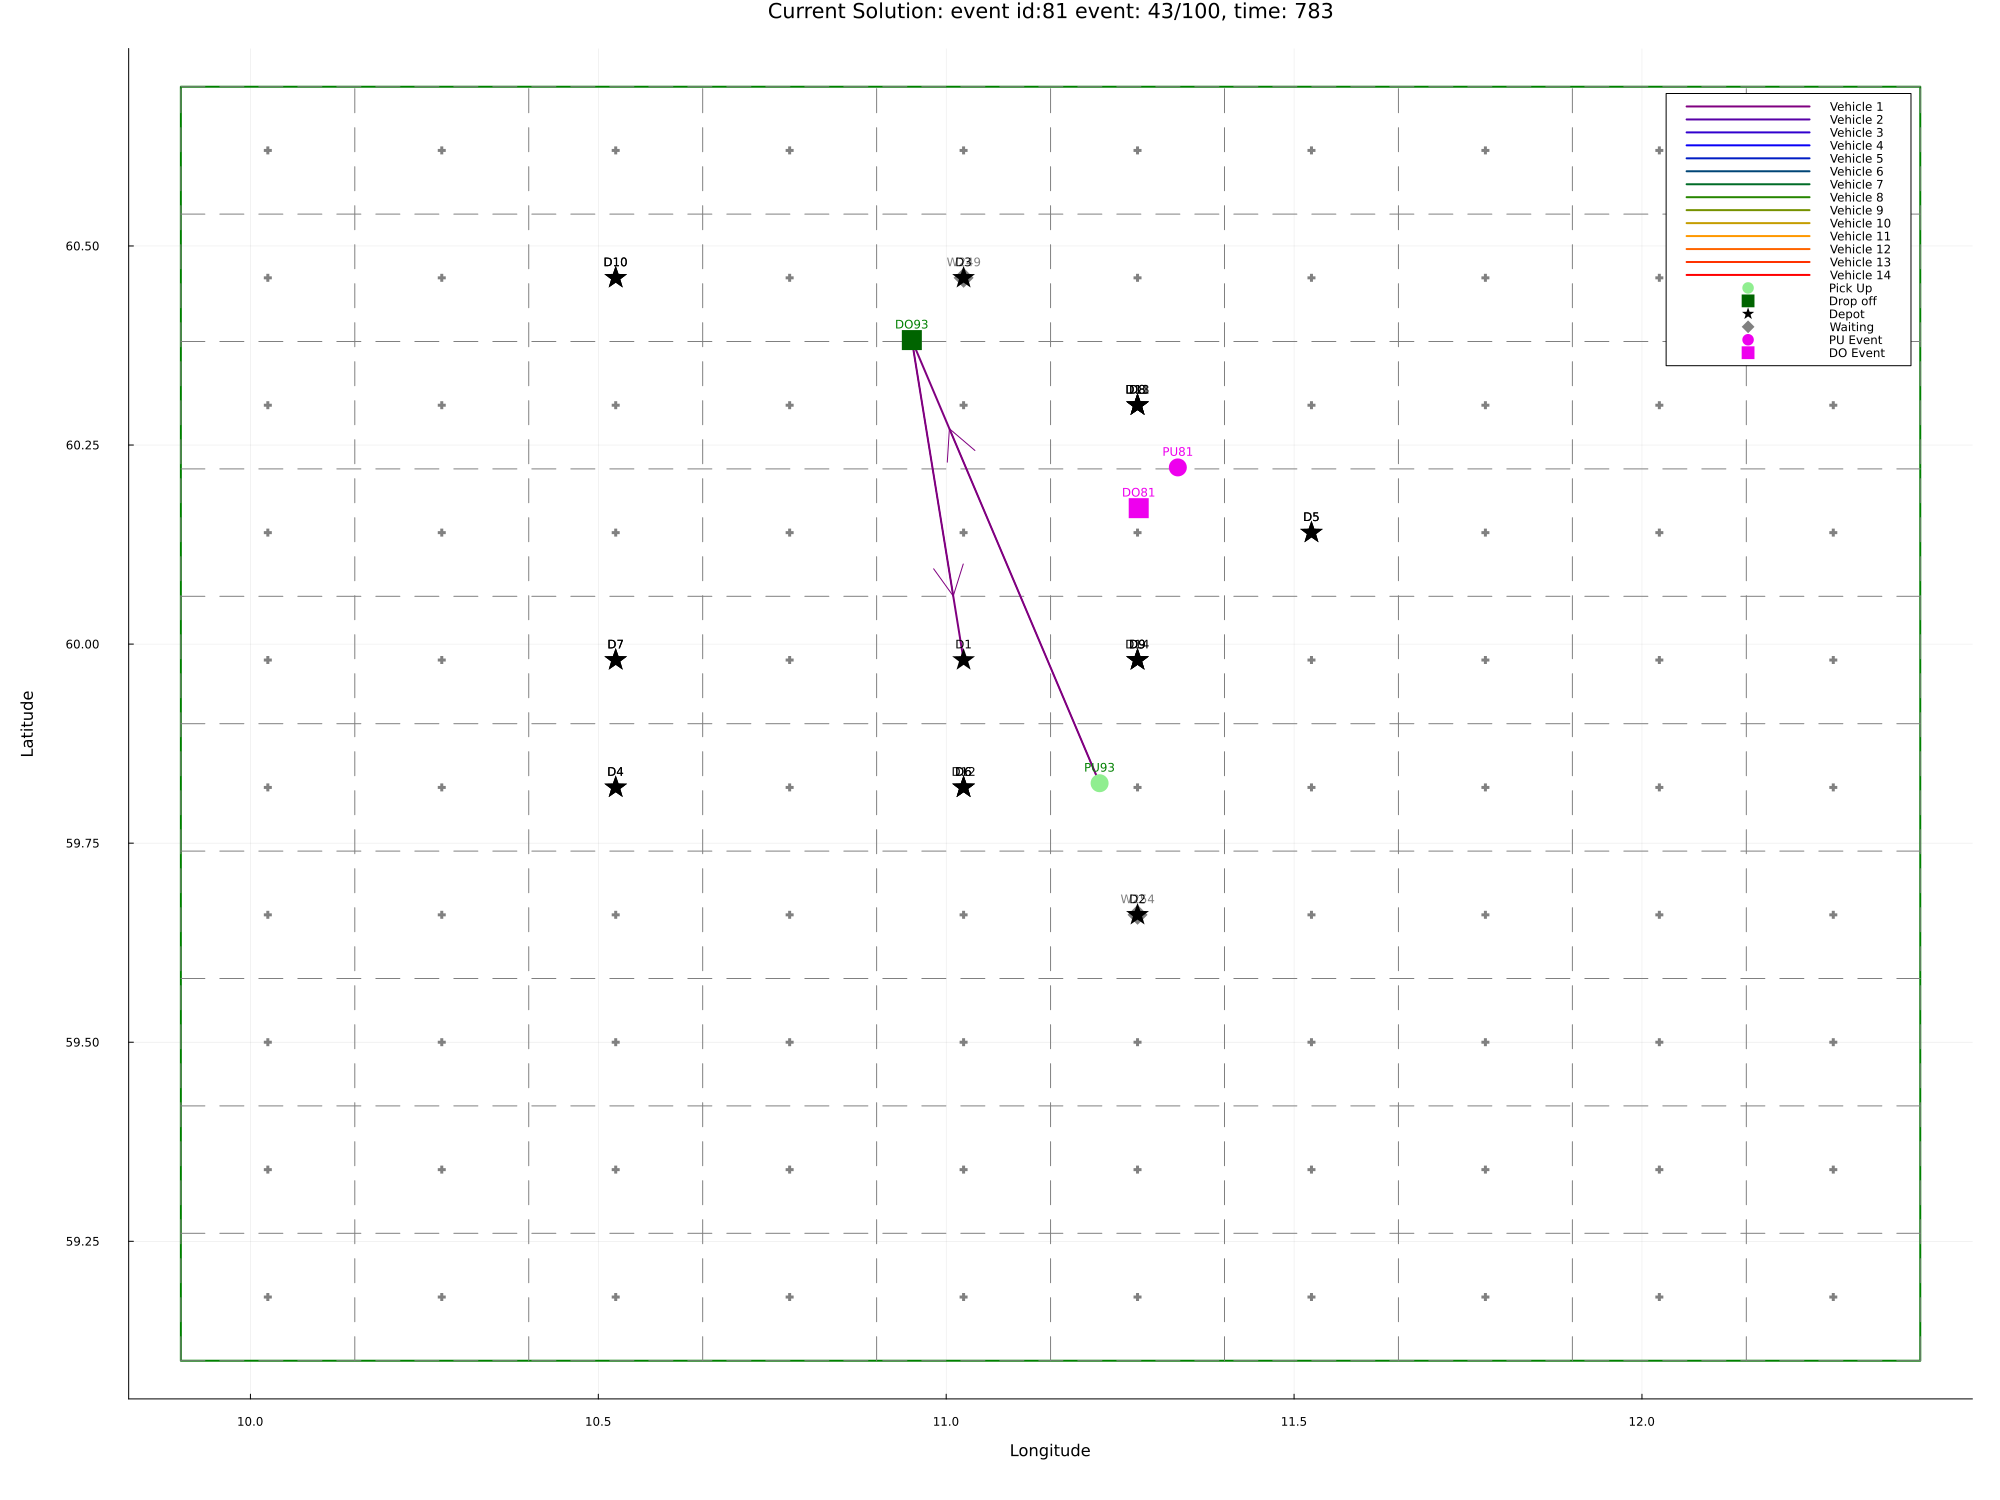 Current Solution: event id:81 event: 43/100, time: 783
Vehicle 1
Vehicle 2
Vehicle 3
Vehicle 4
Vehicle 5
Vehicle 6
Vehicle 7
Vehicle 8
Vehicle 9
Vehicle 10
Vehicle 11
Vehicle 12
Vehicle 13
Vehicle 14
Pick Up
Drop off
Depot
Waiting
PU Event
DO Event
60.50
60.25
60.00
59.75
59.50
59.25
D10
D3
DO93
PU81
DO81
D5
D7
D1
D9
D4
D6
PU93
D2
10.0
10.5
11.0
11.5
12.0
Longitude
Latitude